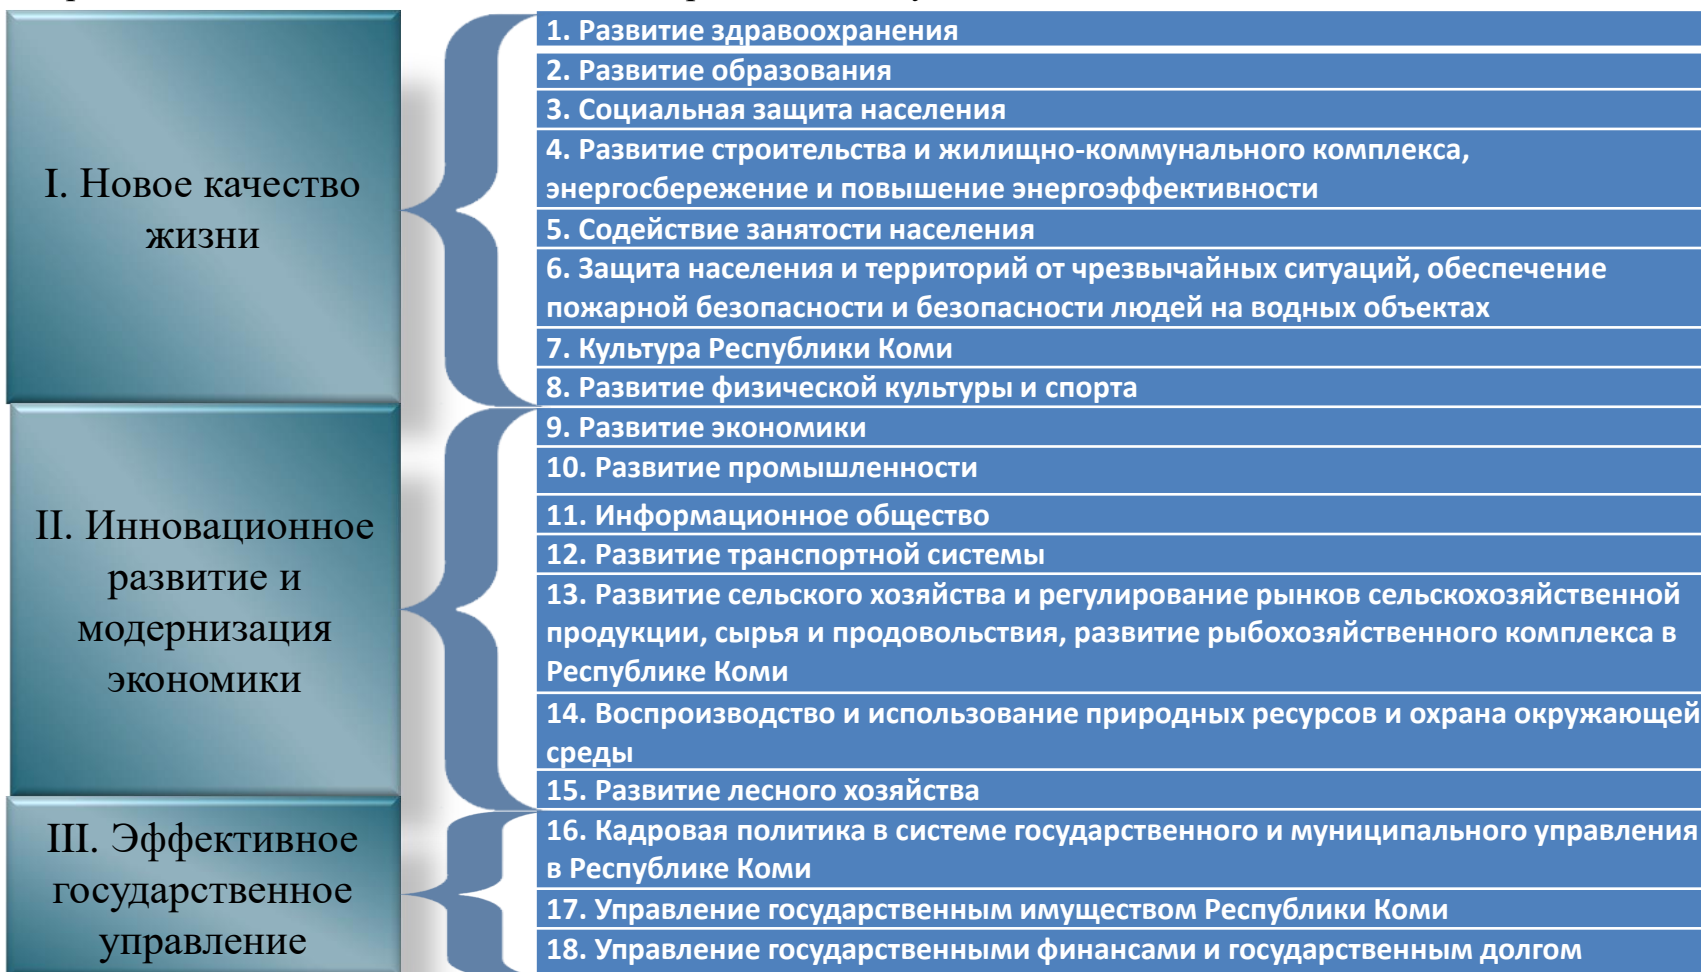 I. Новое качество
жизни
1. Развитие здравоохранения
2. Развитие образования
3. Социальная защита населения
4. Развитие строительства и жилищно-коммунального комплекса,
энергосбережение и повышение энергоэффективности
5. Содействие занятости населения
6. Защита населения и территорий от чрезвычайных ситуаций, обеспечение
пожарной безопасности и безопасности людей на водных объектах
7. Культура Республики Коми
8. Развитие физической культуры и спорта
II. Инновационное
развитие и
модернизация
экономики
9. Развитие экономики
10. Развитие промышленности
11. Информационное общество
12. Развитие транспортной системы
13. Развитие сельского хозяйства и регулирование рынков сельскохозяйственной
продукции, сырья и продовольствия, развитие рыбохозяйственного комплекса в
Республике Коми
14. Воспроизводство и использование природных ресурсов и охрана окружающей
среды
15. Развитие лесного хозяйства
III. Эффективное
государственное
управление
16. Кадровая политика в системе государственного и муниципального управления
в Республике Коми
17. Управление государственным имуществом Республики Коми
18. Управление государственными финансами и государственным долгом